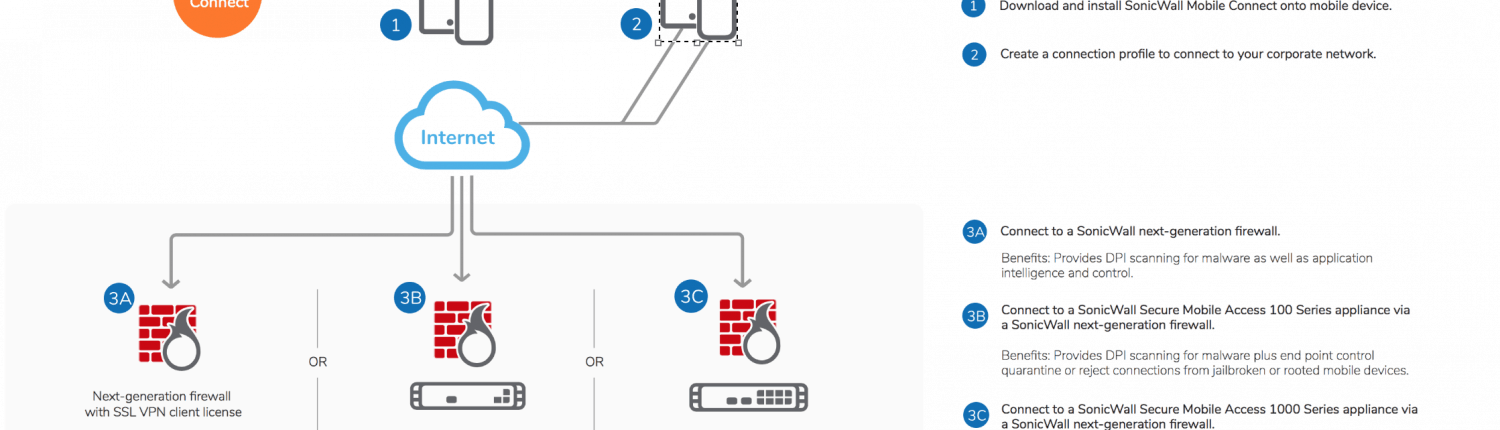 Connect
1
2
Internet
3A
3B
3C
OR
OR
Next-generation firewall
with SSL VPN client license
1 Download and install SonicWall Mobile Connect onto mobile device.
2 Create a connection profile to connect to your corporate network.
3A Connect to a SonicWall next-generation firewall.
Benefits: Provides DPI scanning for malware as well as application
intelligence and control.
3B Connect to a SonicWall Secure Mobile Access 100 Series appliance via
a SonicWall next-generation firewall.
Benefits: Provides DPI scanning for malware plus end point control
quarantine or reject connections from jailbroken or rooted mobile devices.
3C Connect to a SonicWall Secure Mobile Access 1000 Series appliance via
a SonicWall next-generation firewall.